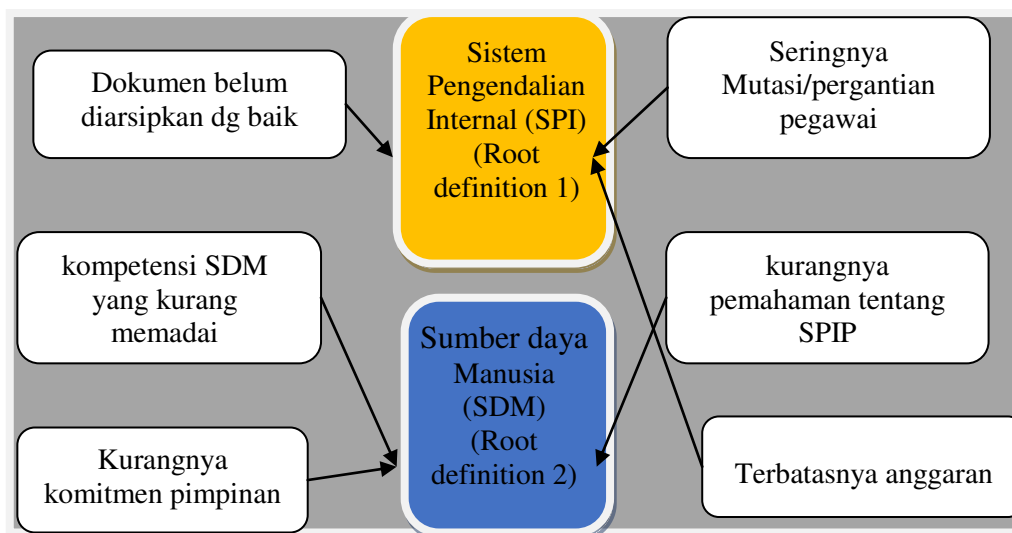 Dokumen belum
diarsipkan dg baik
Sistem
Pengendalian
Internal (SPI)
(Root
definition 1)
Seringnya
Mutasi/pergantian
pegawai
kompetensi SDM
yang kurang
memadai
Sumber daya
Manusia
(SDM)
(Root
definition 2)
kurangnya
pemahaman tentang
SPIP
Kurangnya
komitmen pimpinan
Terbatasnya anggaran